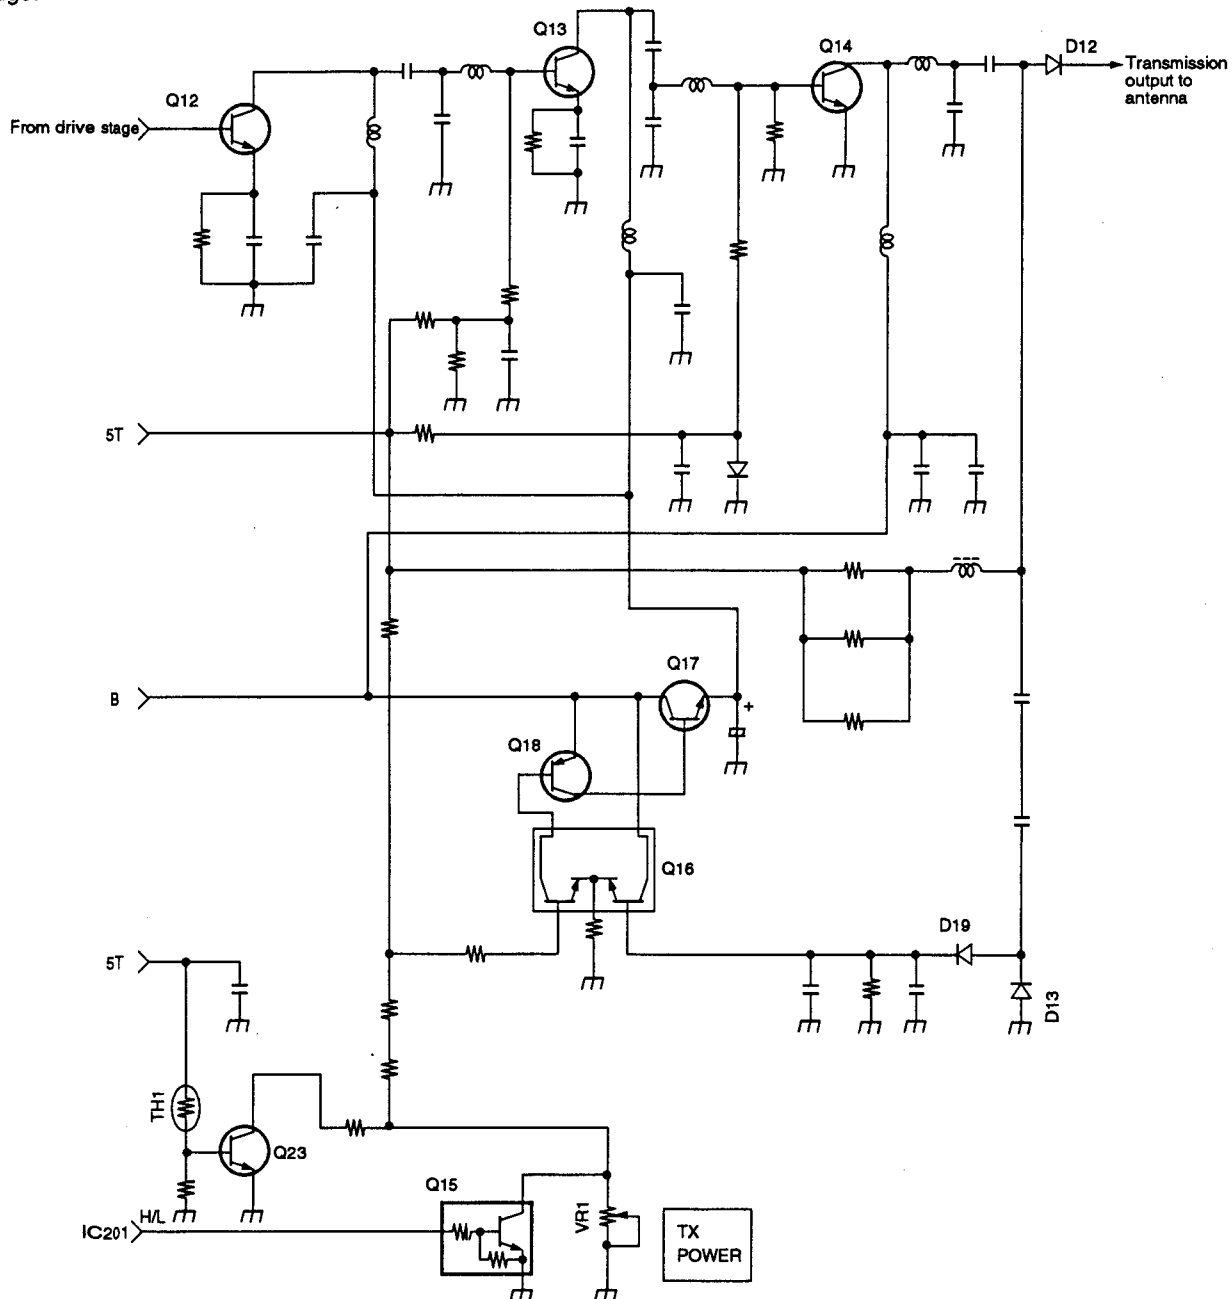 Q13
Q14
D12
Transmission
output to
antenna
Q12
From drive stage
5T
Q17
B
+
Q18
Q16
D19
5T
D13
TH1
Q23
Q15
H/L
IC201
VR1
TX
POWER